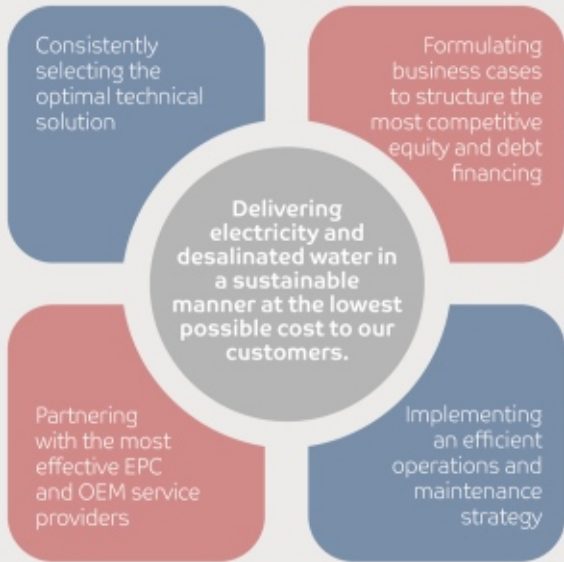 Consistently
selecting the
optimal technical
solution
Formulating
business cases
to structure the
most competitive
equity and debt
financing
Delivering
electricity and
desalinated water in
a sustainable
manner at the lowest
possible cost to our
customers.
Partnering
with the most
effective EPC
and OEM service
providers
Implementing
an efficient
operations and
maintenance
strategy